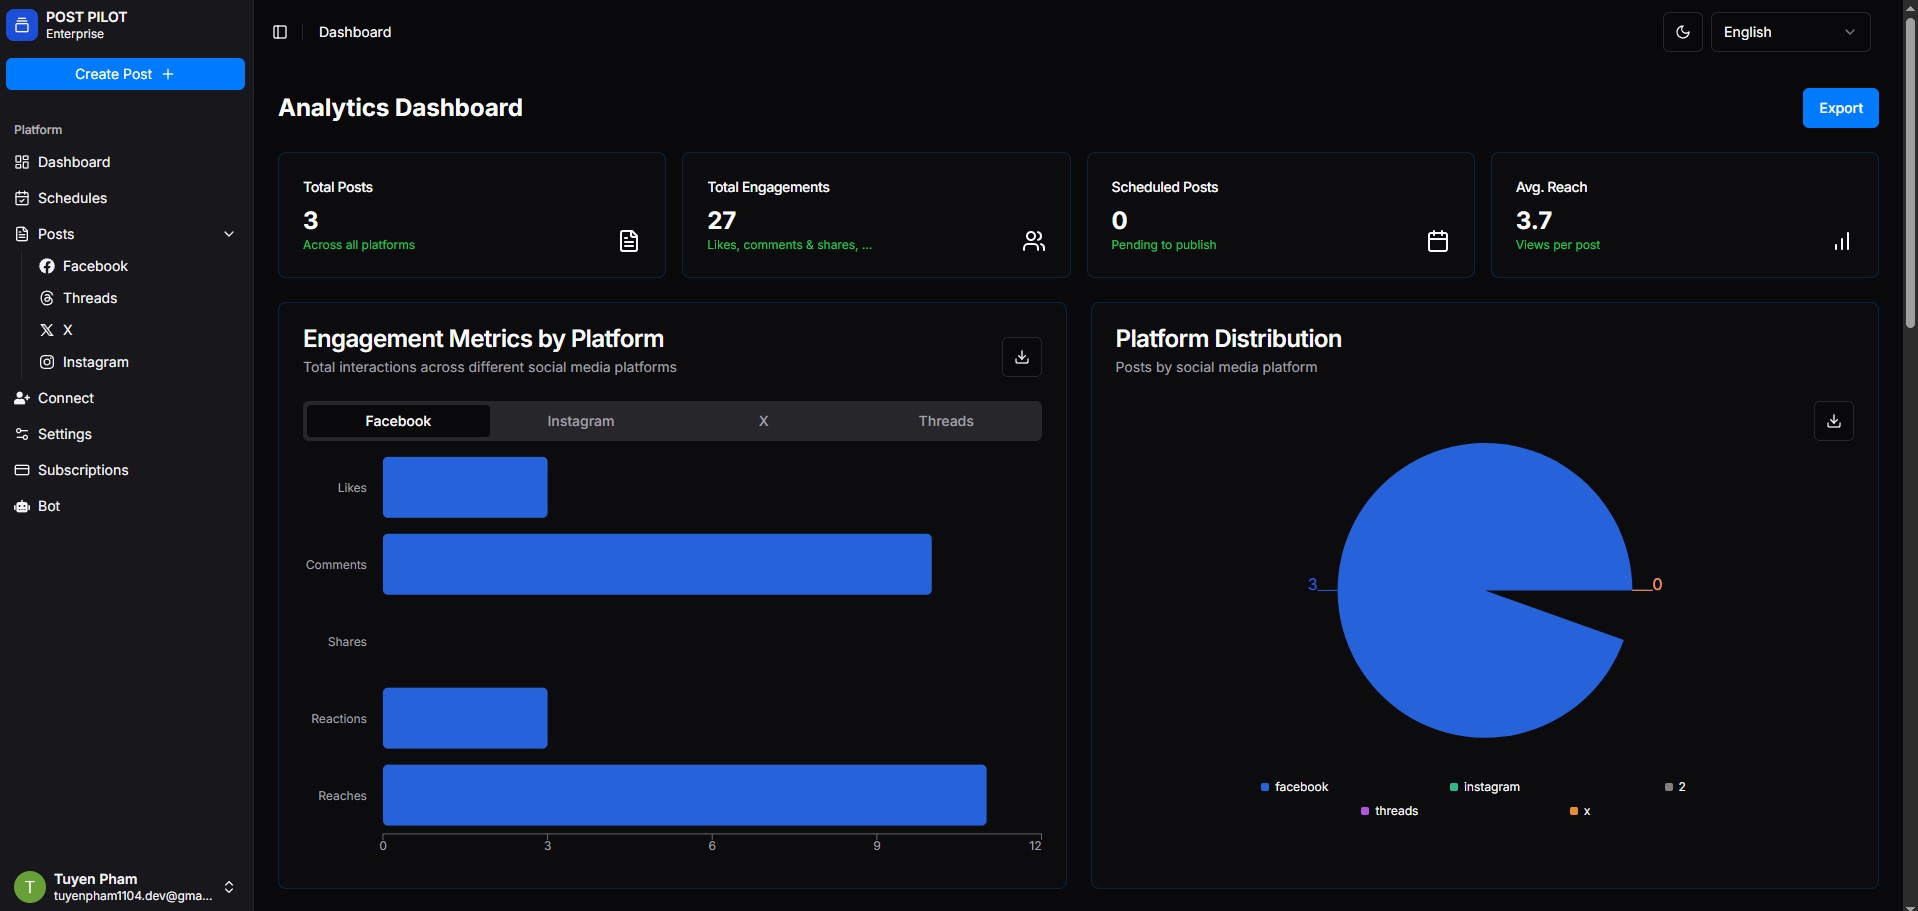 POST PILOT
Enterprise
Create Post
Platform
Dashboard
Schedules
Posts
Facebook
Threads
X
Instagram
Connect
Settings
Subscriptions
Bot
T
Tuyen Pham
tuyenpham1104.dev@gma...
Dashboard
English
Analytics Dashboard
Export
Total Posts
3
Across all platforms
Total Engagements
27
Likes, comments & shares, ...
Scheduled Posts
0
Pending to publish
Avg. Reach
3.7
Views per post
Engagement Metrics by Platform
Total interactions across different social media platforms
Facebook Instagram X Threads
Likes
Comments
Shares
Reactions
Reaches
0 3 6 9 12
Platform Distribution
Posts by social media platform
3 0
facebook instagram 2
threads x